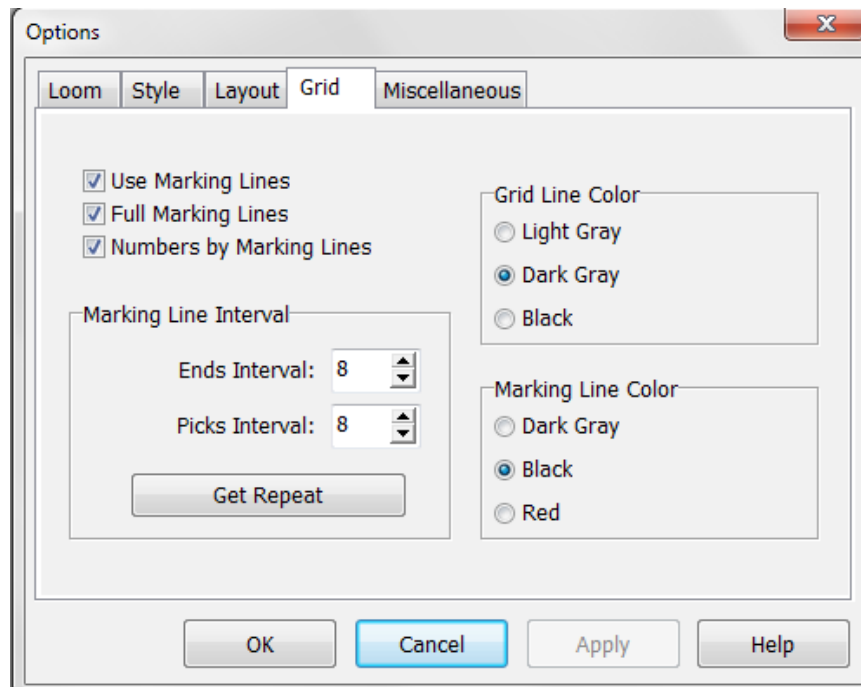 Options
Loom Style Layout Grid Miscellaneous
Use Marking Lines
Full Marking Lines
Numbers by Marking Lines
Marking Line Interval
Ends Interval: 8
Picks Interval: 8
Get Repeat
Grid Line Color
Light Gray
Dark Gray
Black
Marking Line Color
Dark Gray
Black
Red
OK Cancel Apply Help